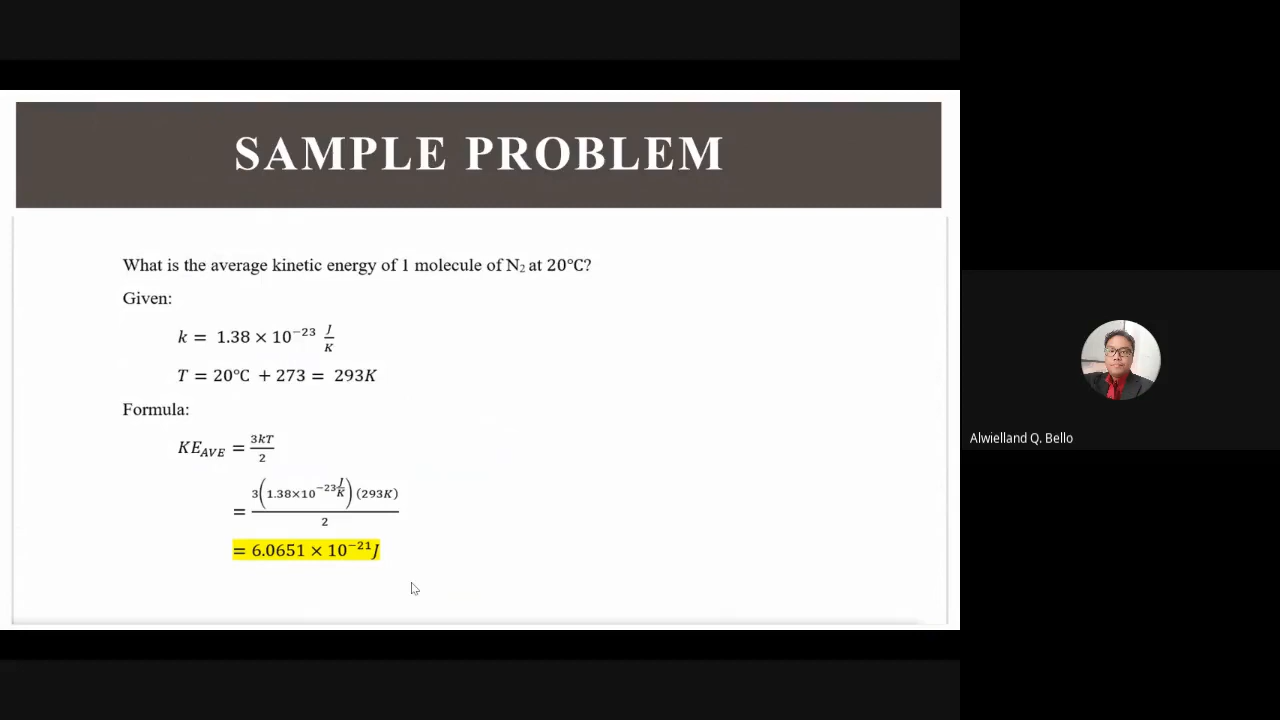 SAMPLE PROBLEM
What is the average kinetic energy of 1 molecule of N₂ at 20℃?
Given:
k = 1.38 × 10⁻²³ J/K
T = 20℃ + 273 = 293K
Formula:
KE_AVE = 3kT/2
= 3(1.38×10⁻²³ J/K)(293K)/2
= 6.0651 × 10⁻²¹J
Alwielland Q. Bello